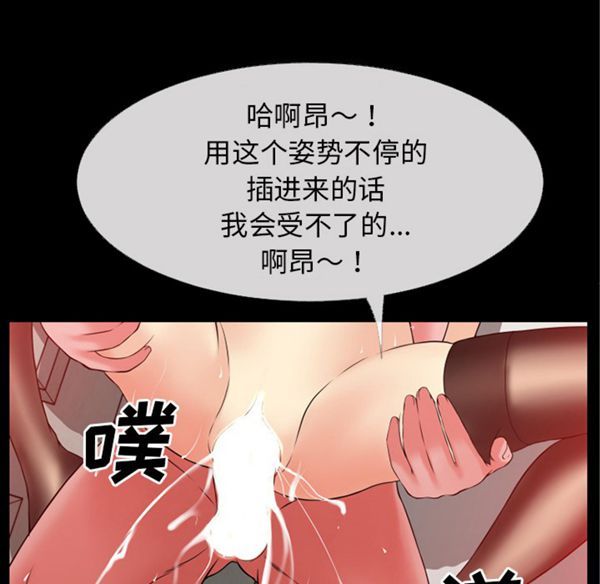 哈啊昂～！
用这个姿势不停的
插进来的话
我会受不了的...
啊昂～！
噗